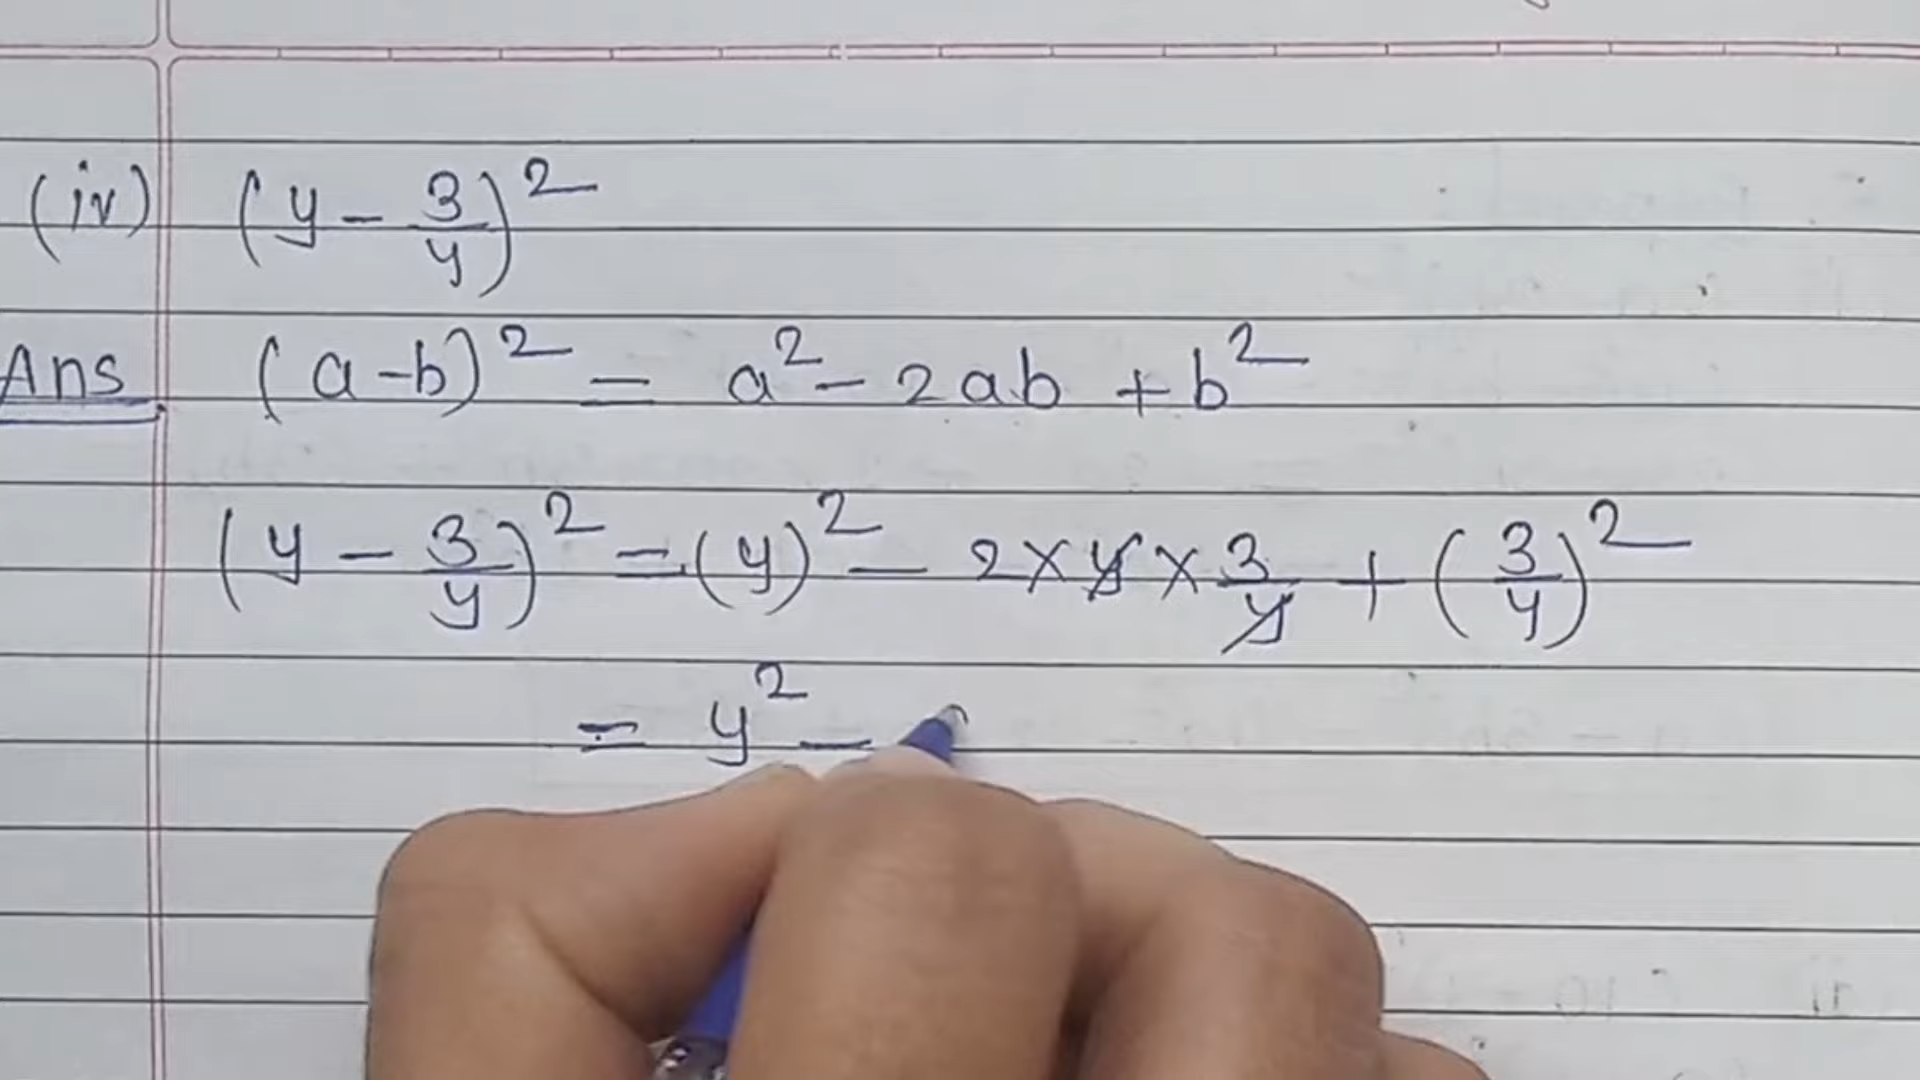 (iv) (y - 3/y)²
Ans (a-b)² = a² - 2ab + b²
(y - 3/y)² = (y)² - 2 × y × 3/y + (3/y)²
= y² -